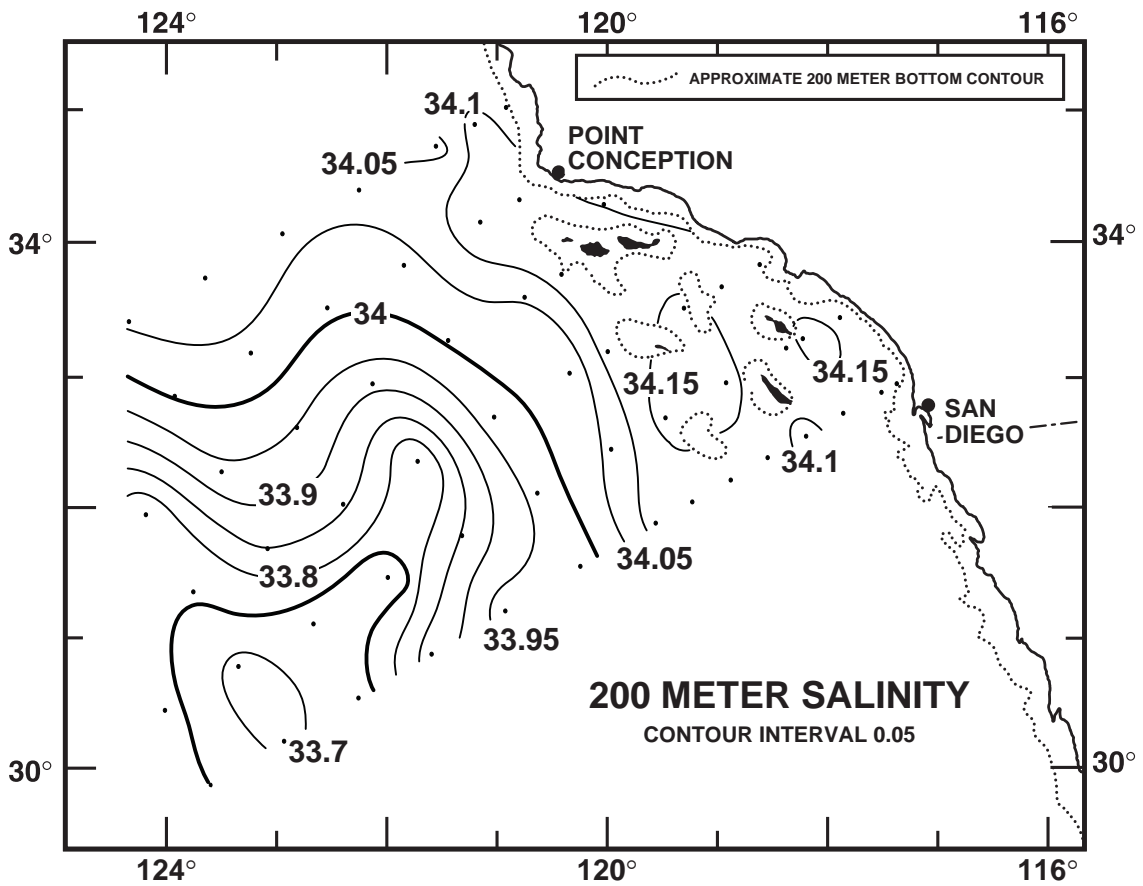 124° 120° 116°
APPROXIMATE 200 METER BOTTOM CONTOUR
34.1
POINT
CONCEPTION
34.05
34° 34°
34
34.15 34.15
SAN
DIEGO
34.1
33.9
34.05
33.8
33.95
200 METER SALINITY
CONTOUR INTERVAL 0.05
33.7
30° 30°
124° 120° 116°